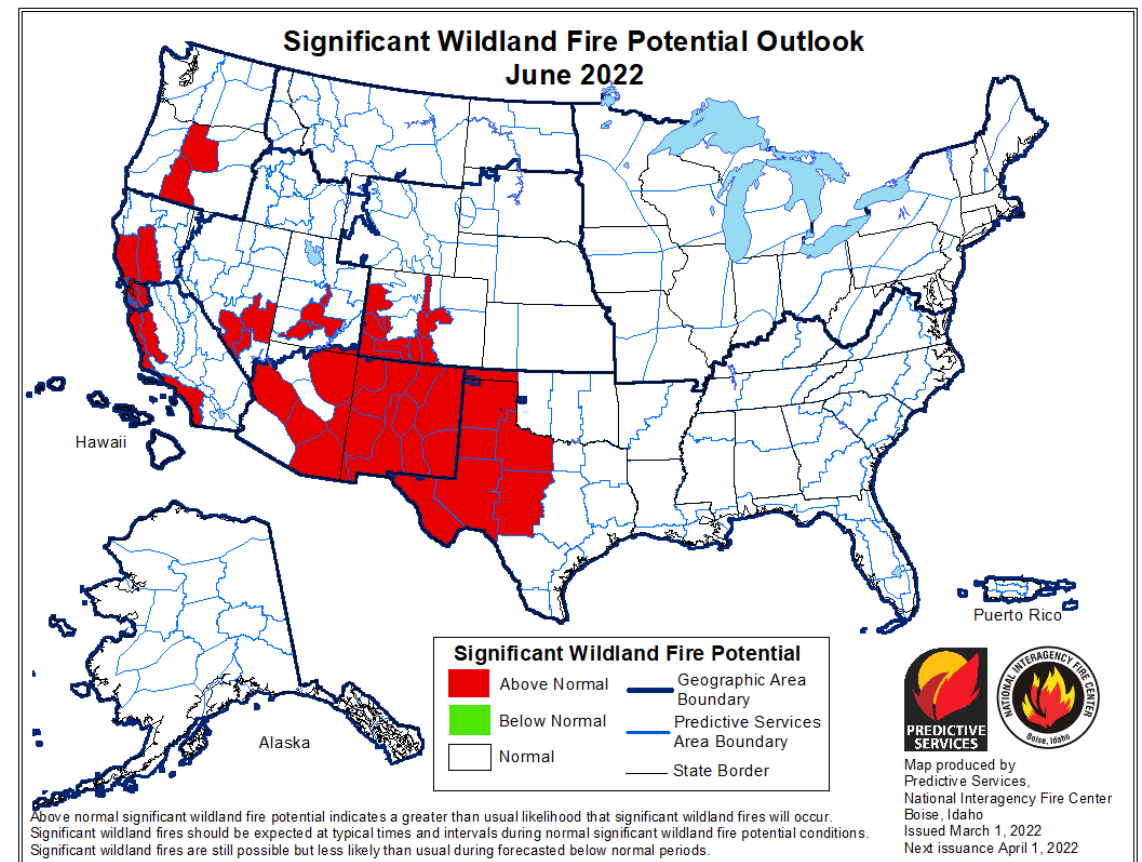 Significant Wildland Fire Potential Outlook
June 2022
Hawaii
Alaska
Puerto Rico
Significant Wildland Fire Potential
Above Normal
Below Normal
Normal
Geographic Area
Boundary
Predictive Services
Area Boundary
State Border
PREDICTIVE
SERVICES
NATIONAL INTERAGENCY FIRE CENTER
Boise, Idaho
Map produced by
Predictive Services,
National Interagency Fire Center
Boise, Idaho
Issued March 1, 2022
Next issuance April 1, 2022
Above normal significant wildland fire potential indicates a greater than usual likelihood that significant wildland fires will occur.
Significant wildland fires should be expected at typical times and intervals during normal significant wildland fire potential conditions.
Significant wildland fires are still possible but less likely than usual during forecasted below normal periods.